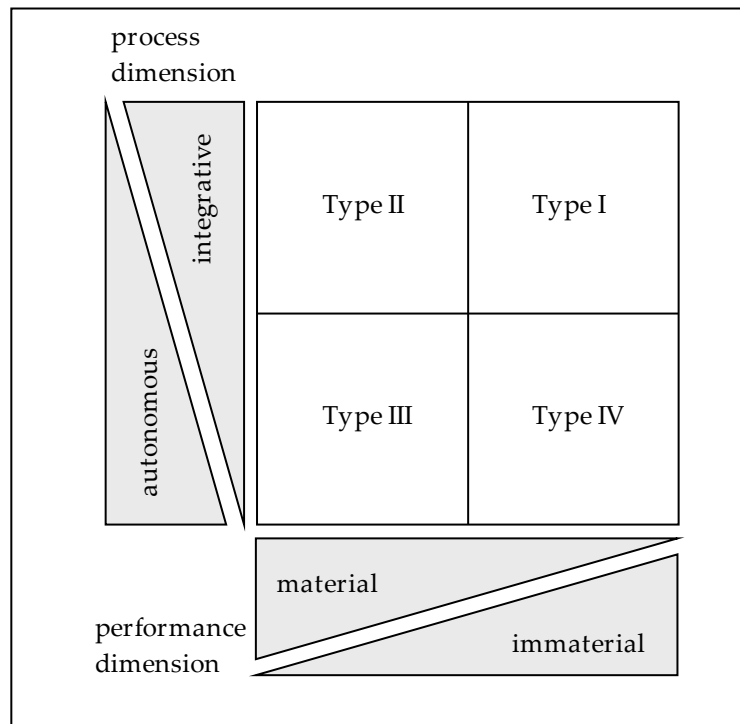 process
dimension
integrative
Type II
Type I
autonomous
Type III
Type IV
material
performance
dimension
immaterial